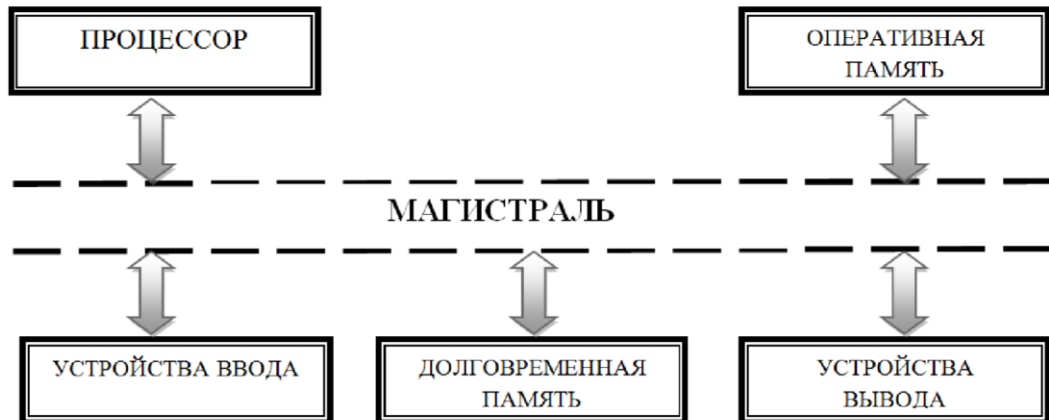 ПРОЦЕССОР
ОПЕРАТИВНАЯ
ПАМЯТЬ
МАГИСТРАЛЬ
УСТРОЙСТВА ВВОДА
ДОЛГОВРЕМЕННАЯ
ПАМЯТЬ
УСТРОЙСТВА
ВЫВОДА